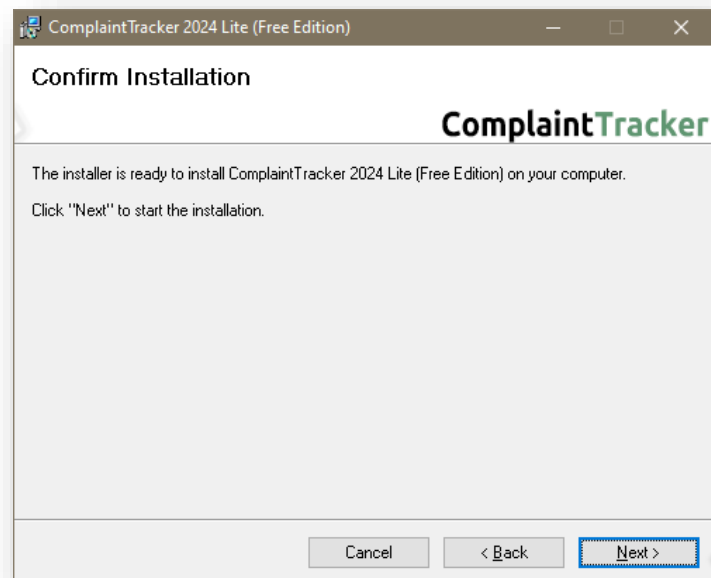 ComplaintTracker 2024 Lite (Free Edition)
Confirm Installation
ComplaintTracker
The installer is ready to install ComplaintTracker 2024 Lite (Free Edition) on your computer.
Click "Next" to start the installation.
Cancel
< Back
Next >